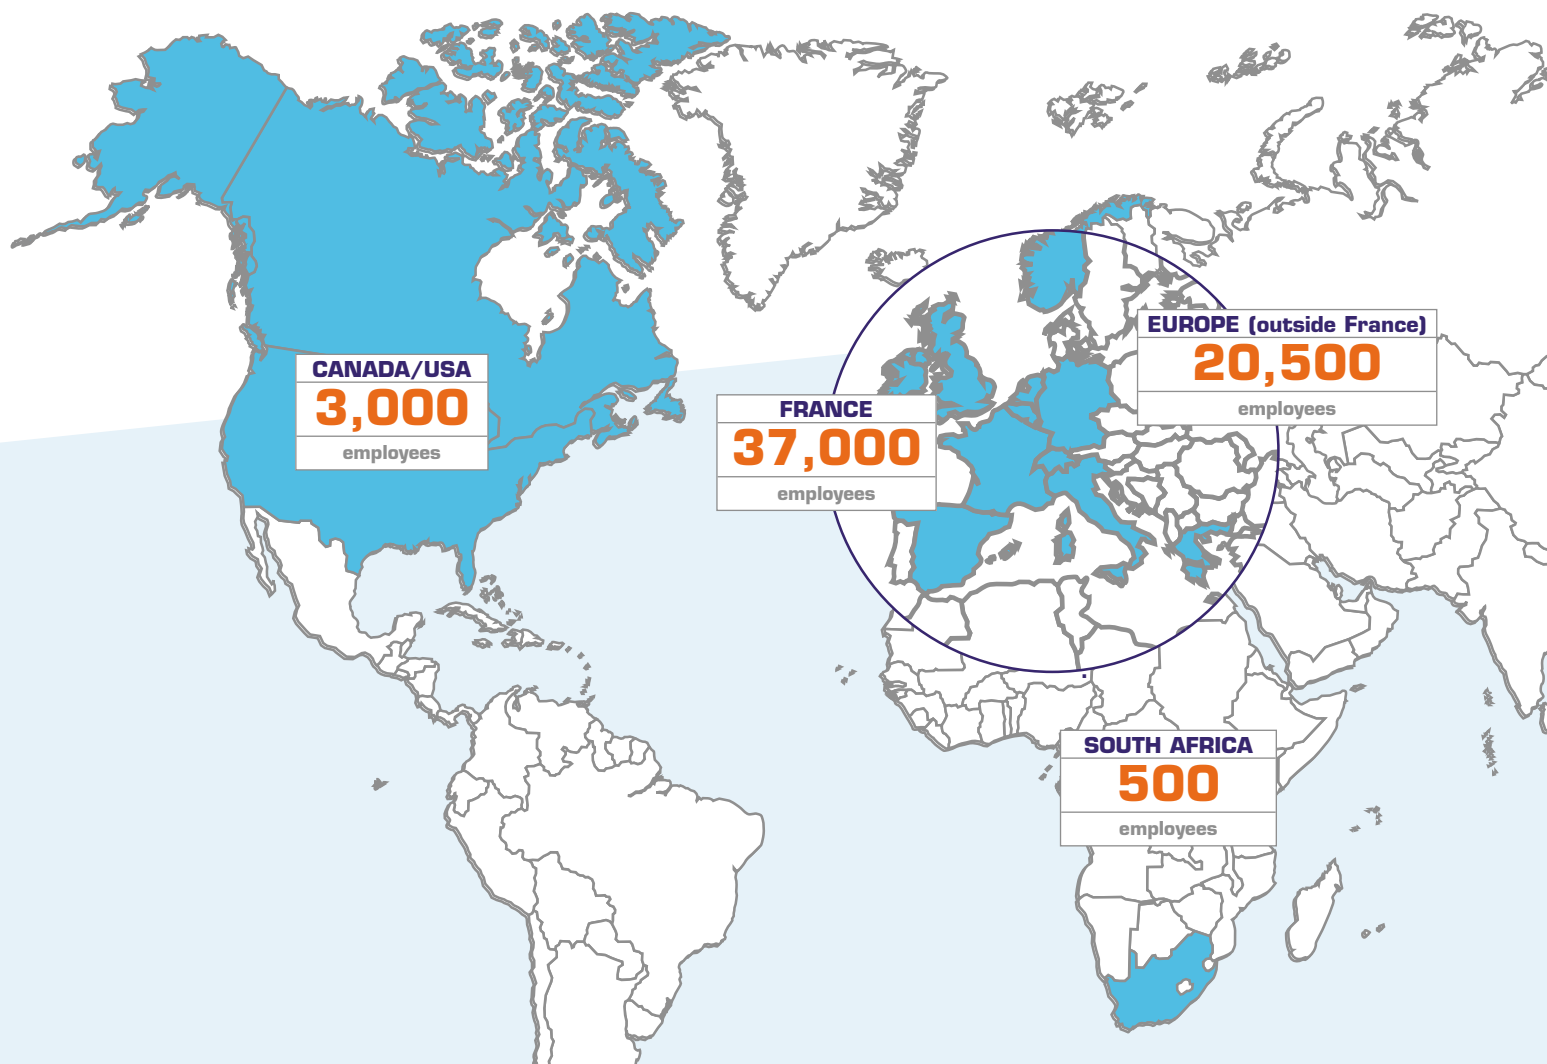 CANADA/USA
3,000
employees
FRANCE
37,000
employees
EUROPE (outside France)
20,500
employees
SOUTH AFRICA
500
employees